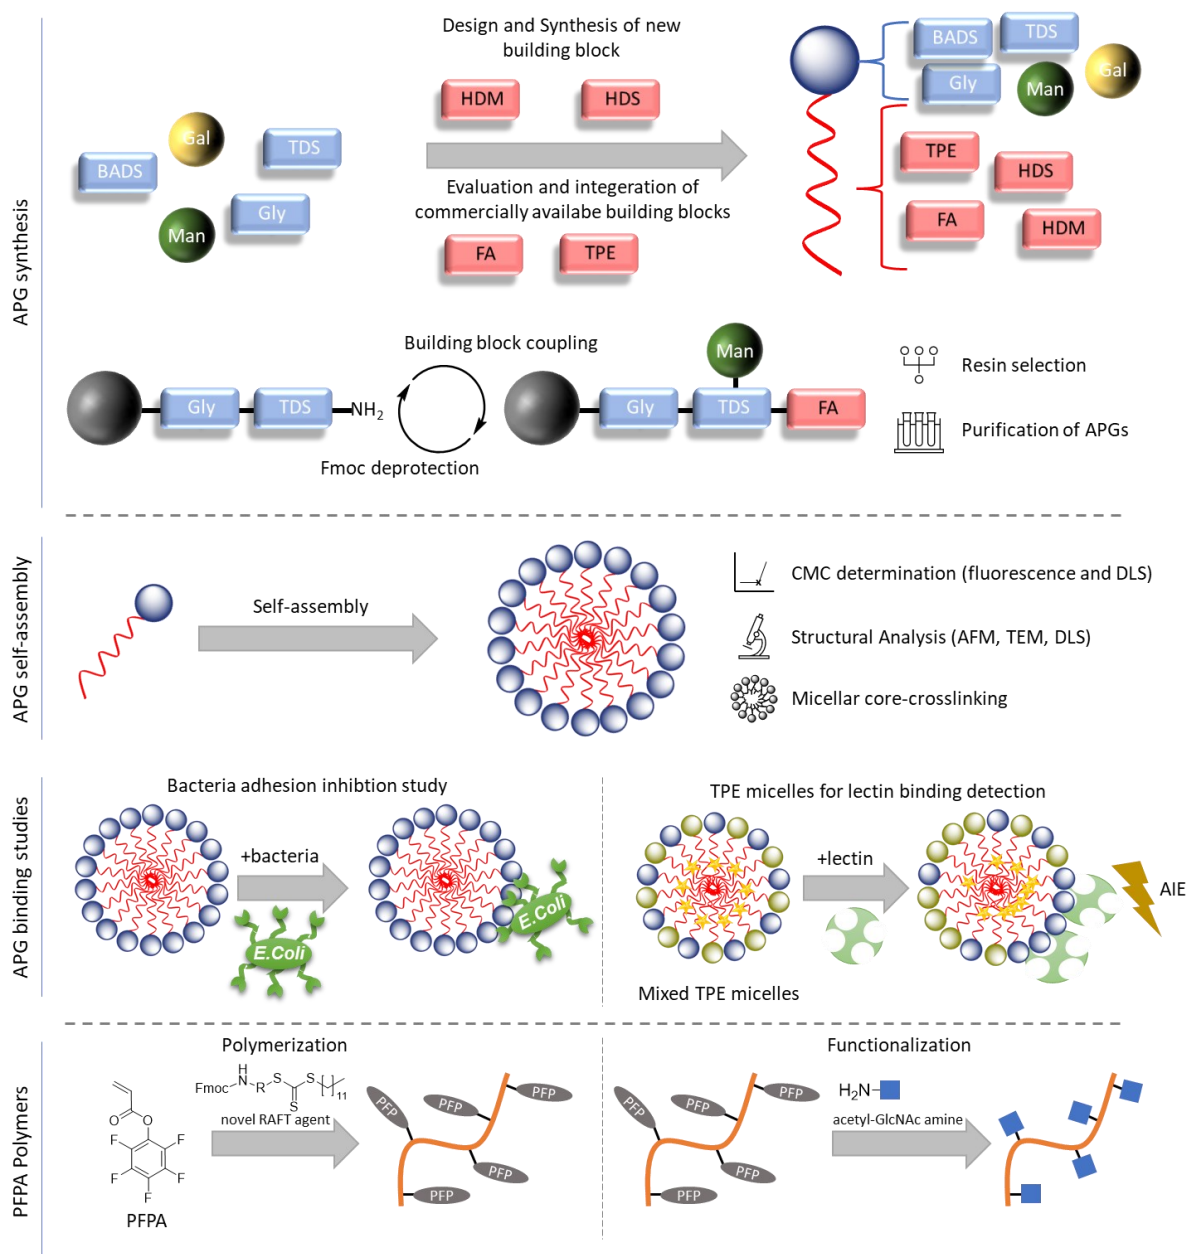 APG synthesis
Design and Synthesis of new
building block
HDM
HDS
BADS
Gal
TDS
Gly
Man
Evaluation and integeration of
commercially availabe building blocks
FA
TPE
BADS
TDS
Gly
Man
Gal
TPE
HDS
FA
HDM
Gly
TDS
NH2
Building block coupling
Fmoc deprotection
Man
Gly
TDS
FA
Resin selection
Purification of APGs
APG self-assembly
Self-assembly
CMC determination (fluorescence and DLS)
Structural Analysis (AFM, TEM, DLS)
Micellar core-crosslinking
APG binding studies
Bacteria adhesion inhibtion study
+bacteria
E.Coli
E.Coli
TPE micelles for lectin binding detection
+lectin
AIE
Mixed TPE micelles
PFPA Polymers
Polymerization
O
O
F
F
F
F
F
PFPA
H
Fmoc N R S S 11
S
novel RAFT agent
PFP
PFP
PFP
PFP
PFP
Functionalization
PFP
PFP
PFP
PFP
PFP
H2N
acetyl-GlcNAc amine